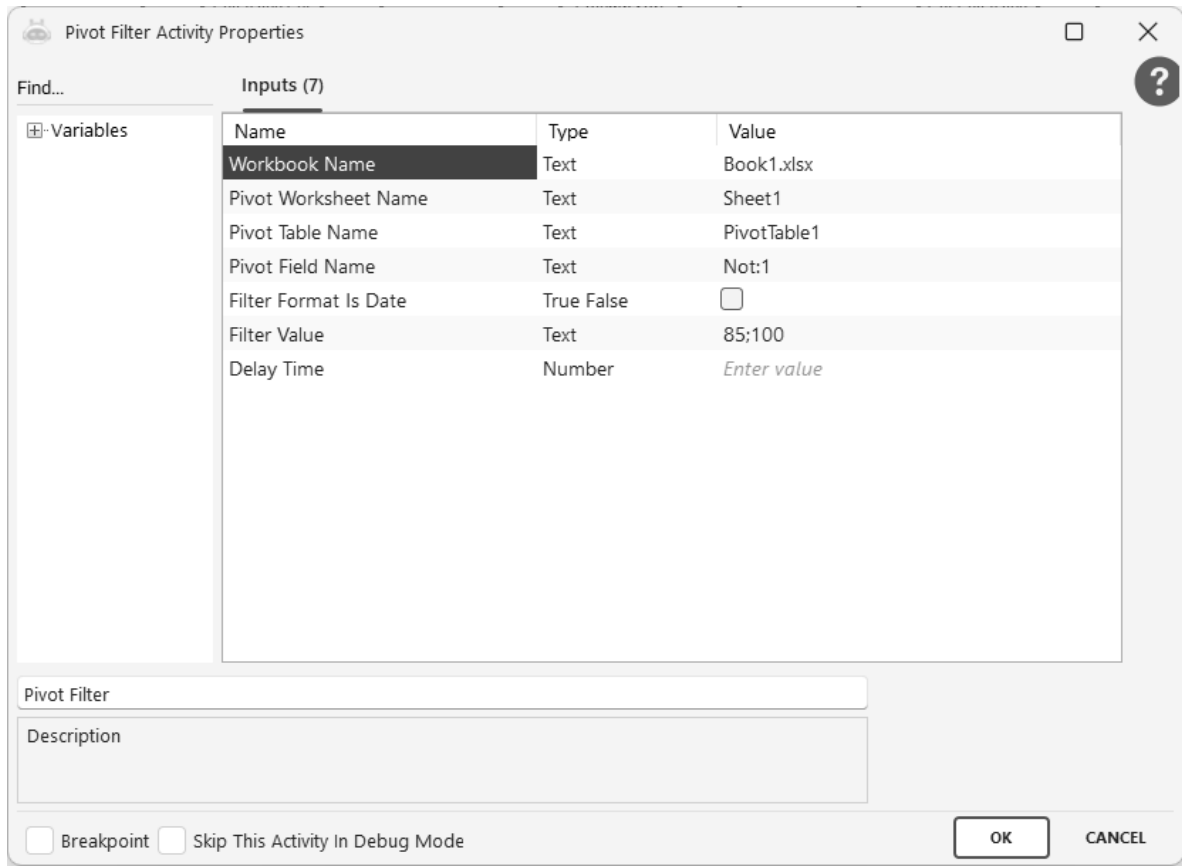 Pivot Filter Activity Properties
Find...
Inputs (7)
?
Variables
Name Type Value
Workbook Name Text Book1.xlsx
Pivot Worksheet Name Text Sheet1
Pivot Table Name Text PivotTable1
Pivot Field Name Text Not:1
Filter Format Is Date True False
Filter Value Text 85;100
Delay Time Number Enter value
Pivot Filter
Description
Breakpoint Skip This Activity In Debug Mode OK CANCEL